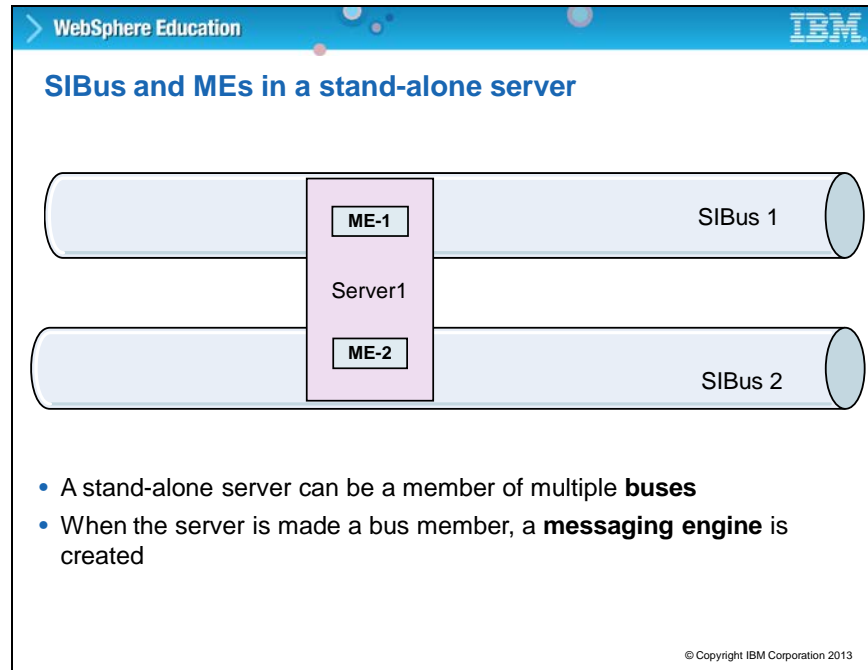 WebSphere Education
IBM
SIBus and MEs in a stand-alone server
ME-1
SIBus 1
Server1
ME-2
SIBus 2
• A stand-alone server can be a member of multiple buses
• When the server is made a bus member, a messaging engine is
created
© Copyright IBM Corporation 2013